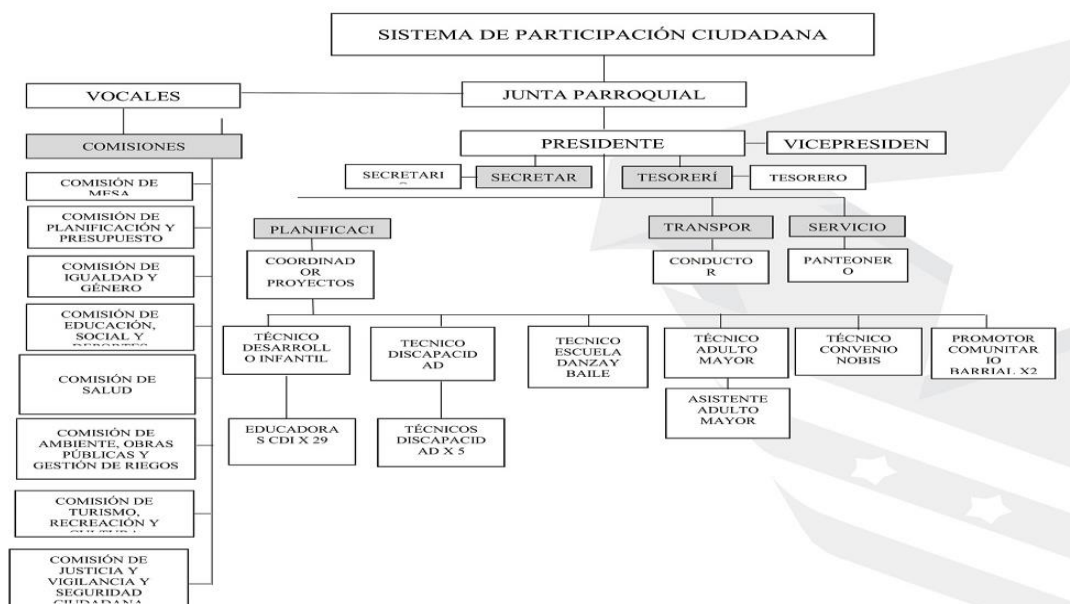 SISTEMA DE PARTICIPACIÓN CIUDADANA
VOCALES
JUNTA PARROQUIAL
COMISIONES
PRESIDENTE
VICEPRESIDEN
SECRETARI
SECRETAR
TESORERÍ
TESORERO
COMISIÓN DE
MESA
COMISIÓN DE
PLANIFICACIÓN Y
PRESUPUESTO
COMISIÓN DE
IGUALDAD Y
GÉNERO
COMISIÓN DE
EDUCACIÓN,
SOCIAL Y
DEPORTES
COMISIÓN DE
SALUD
COMISIÓN DE
AMBIENTE, OBRAS
PÚBLICAS Y
GESTIÓN DE RIEGOS
COMISIÓN DE
TURISMO,
RECREACIÓN Y
CULTURA
COMISIÓN DE
JUSTICIA Y
VIGILANCIA Y
SEGURIDAD
CIUDADANA
PLANIFICACI
COORDINAD
OR
PROYECTOS
TRANSPOR
CONDUCTO
R
SERVICIO
PANTEONER
O
TÉCNICO
DESARROLL
O INFANTIL
TECNICO
DISCAPACID
AD
TECNICO
ESCUELA
DANZAY
BAILE
TÉCNICO
ADULTO
MAYOR
TÉCNICO
CONVENIO
NOBIS
PROMOTOR
COMUNITAR
IO
BARRIAL X2
EDUCADORA
S CDI X 29
TÉCNICOS
DISCAPACID
AD X 5
ASISTENTE
ADULTO
MAYOR